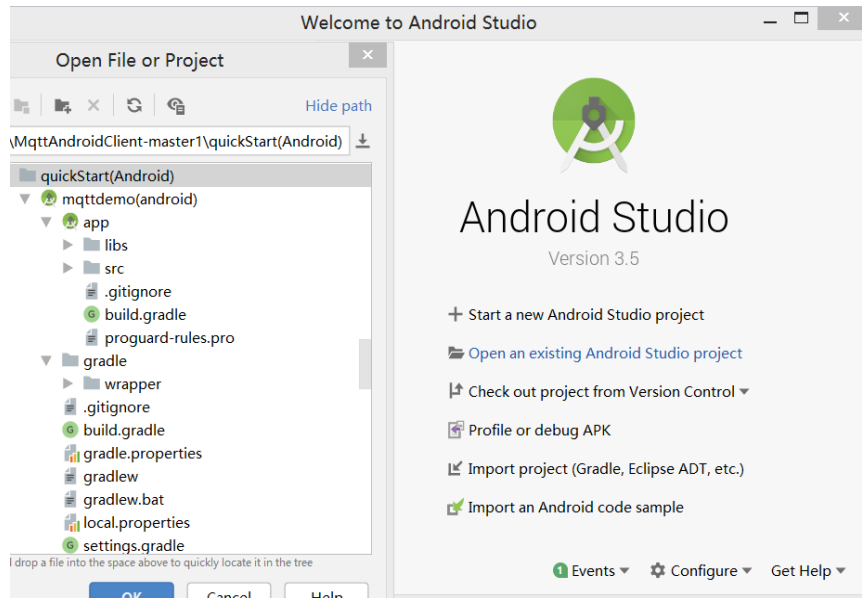 Welcome to Android Studio
Open File or Project
Hide path
\MqttAndroidClient-master1\quickStart(Android)
quickStart(Android)
mqttdemo(android)
app
libs
src
.gitignore
build.gradle
proguard-rules.pro
gradle
wrapper
.gitignore
build.gradle
gradle.properties
gradlew
gradlew.bat
local.properties
settings.gradle
drop a file into the space above to quickly locate it in the tree
OK Cancel Help
Android Studio
Version 3.5
Start a new Android Studio project
Open an existing Android Studio project
Check out project from Version Control
Profile or debug APK
Import project (Gradle, Eclipse ADT, etc.)
Import an Android code sample
1 Events Configure Get Help